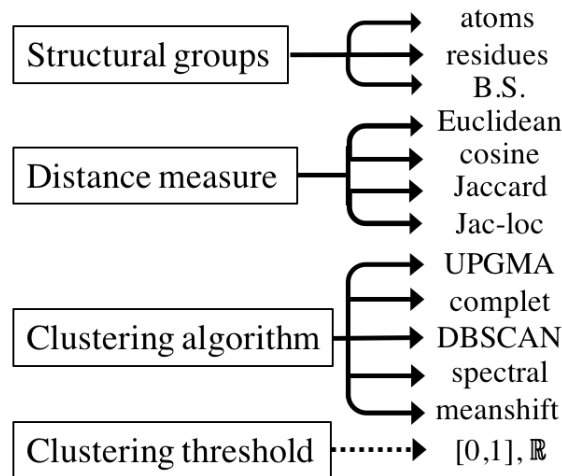 Structural groups
atoms
residues
B.S.
Distance measure
Euclidean
cosine
Jaccard
Jac-loc
Clustering algorithm
UPGMA
complet
DBSCAN
spectral
meanshift
Clustering threshold
[0,1], ℝ